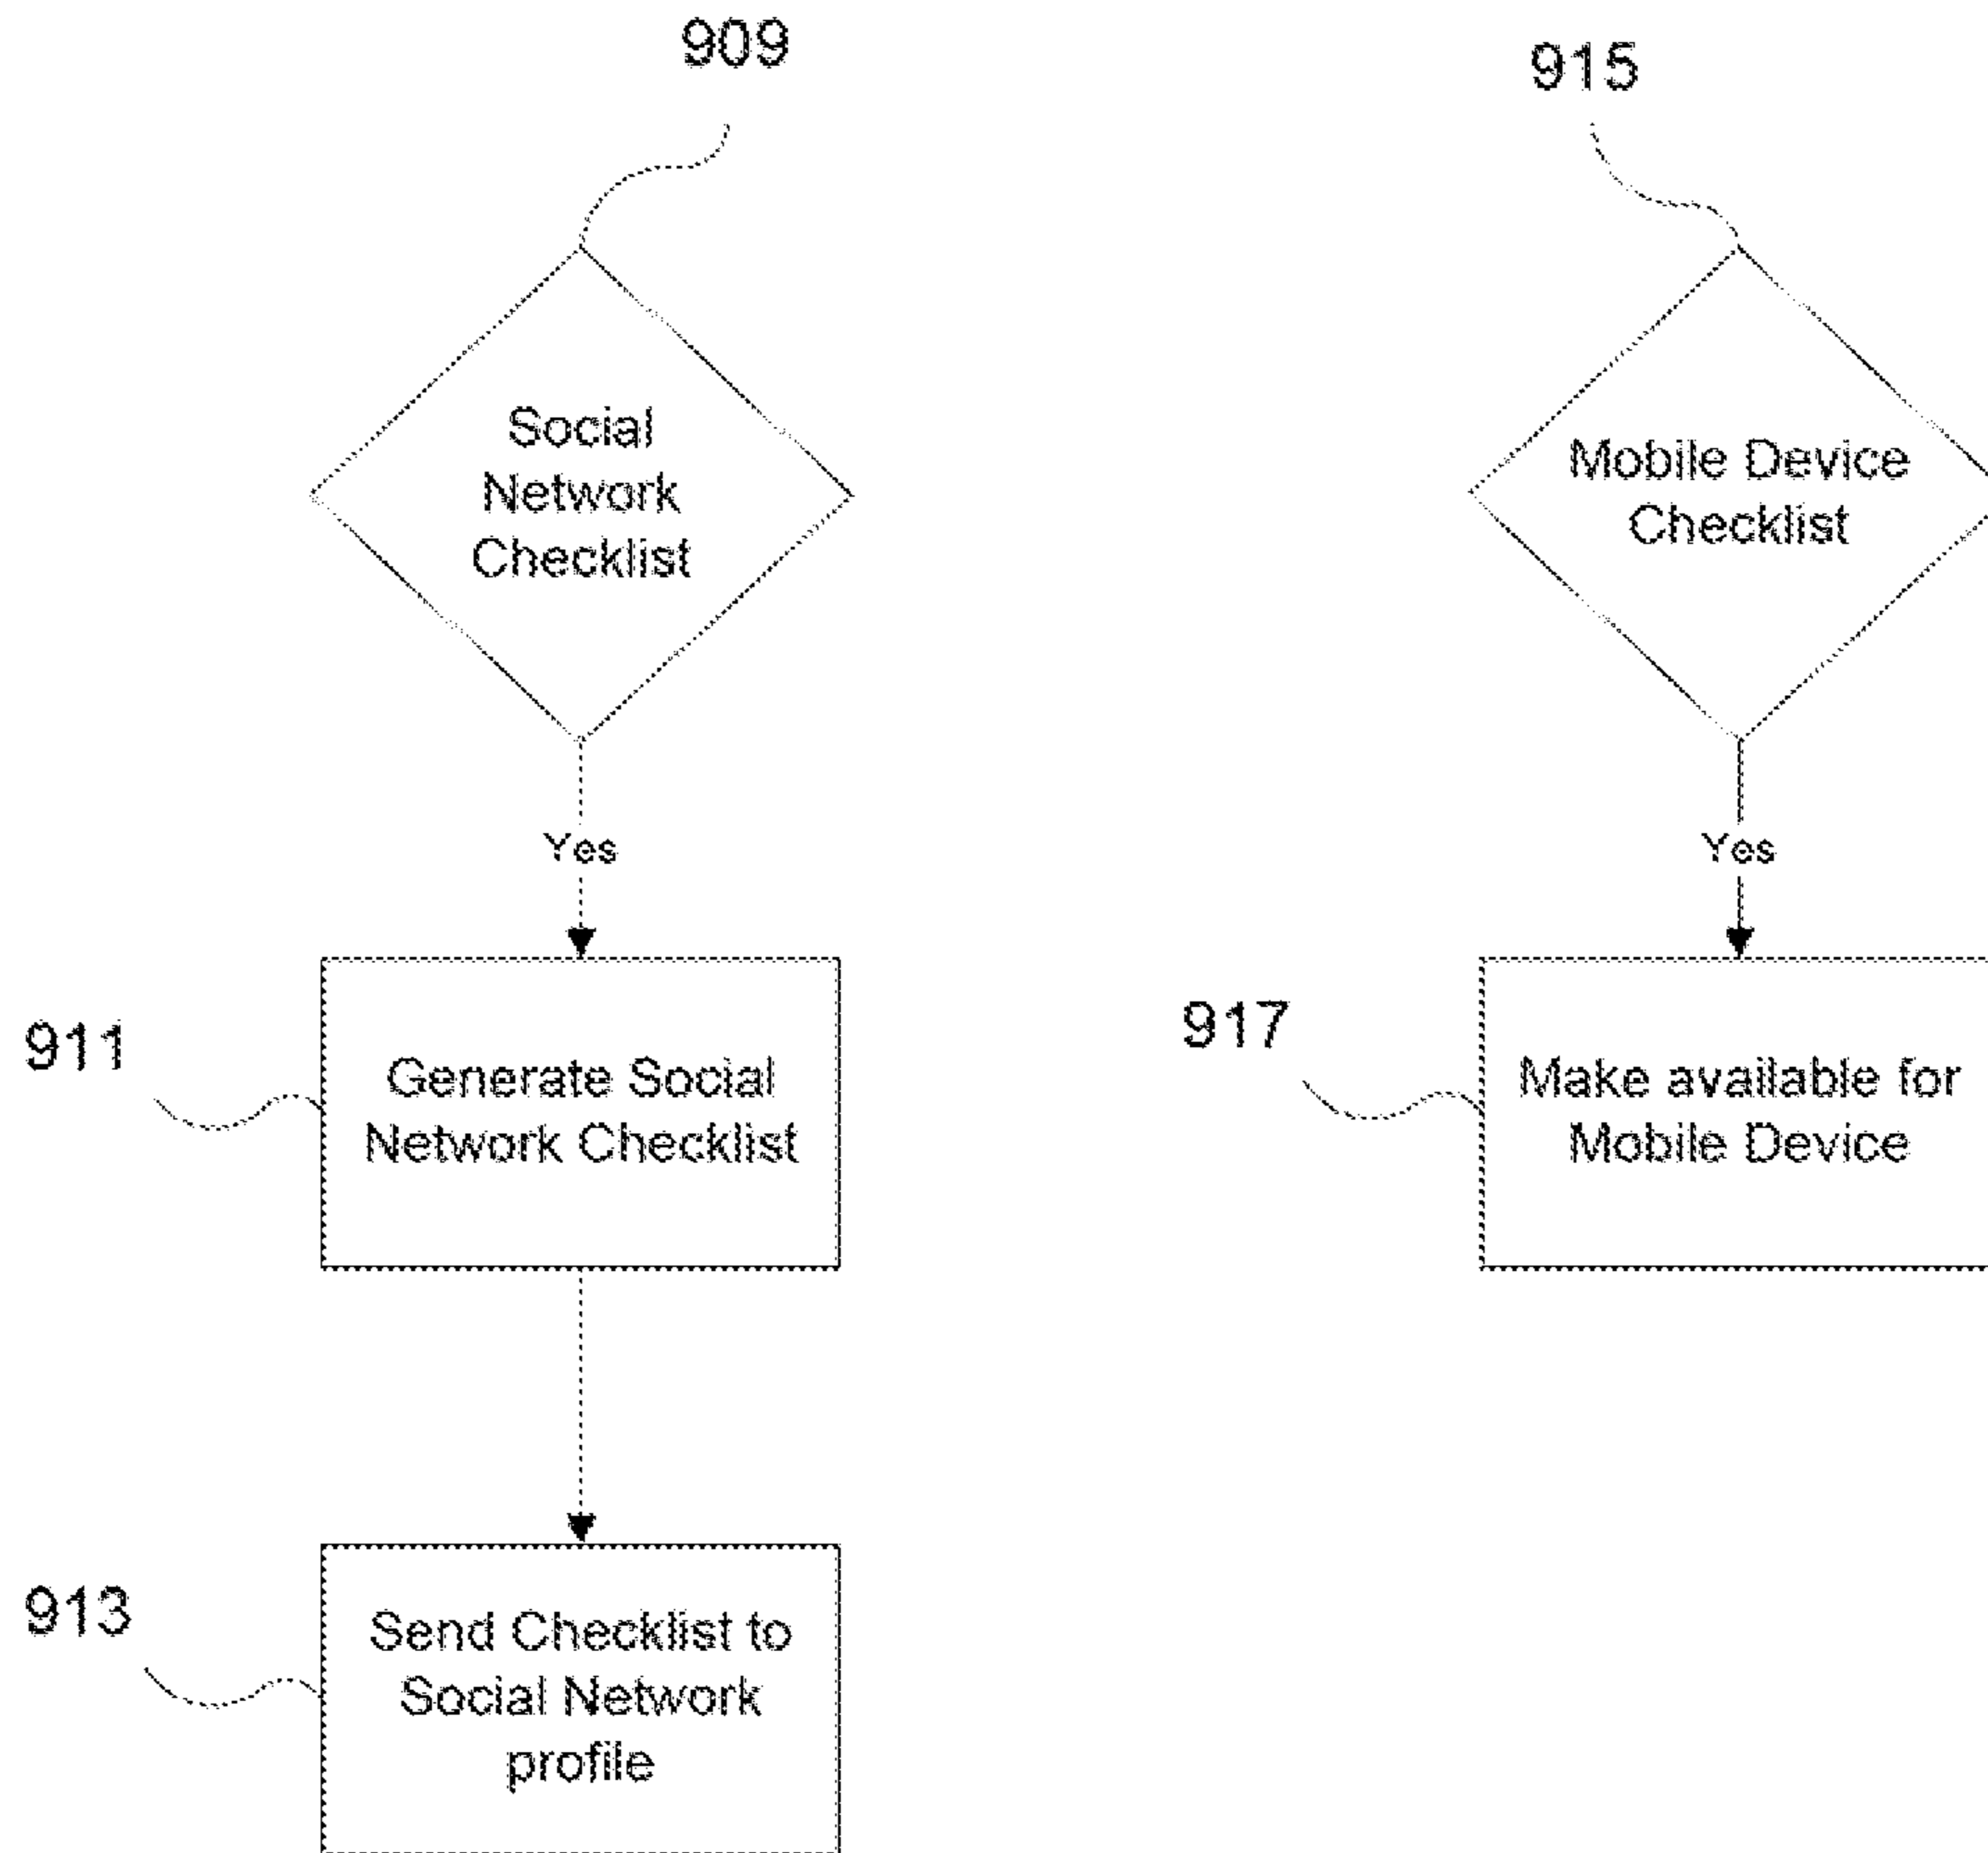 909
Social
Network
Checklist
Yes
911
Generate Social
Network Checklist
913
Send Checklist to
Social Network
profile
915
Mobile Device
Checklist
Yes
917
Make available for
Mobile Device